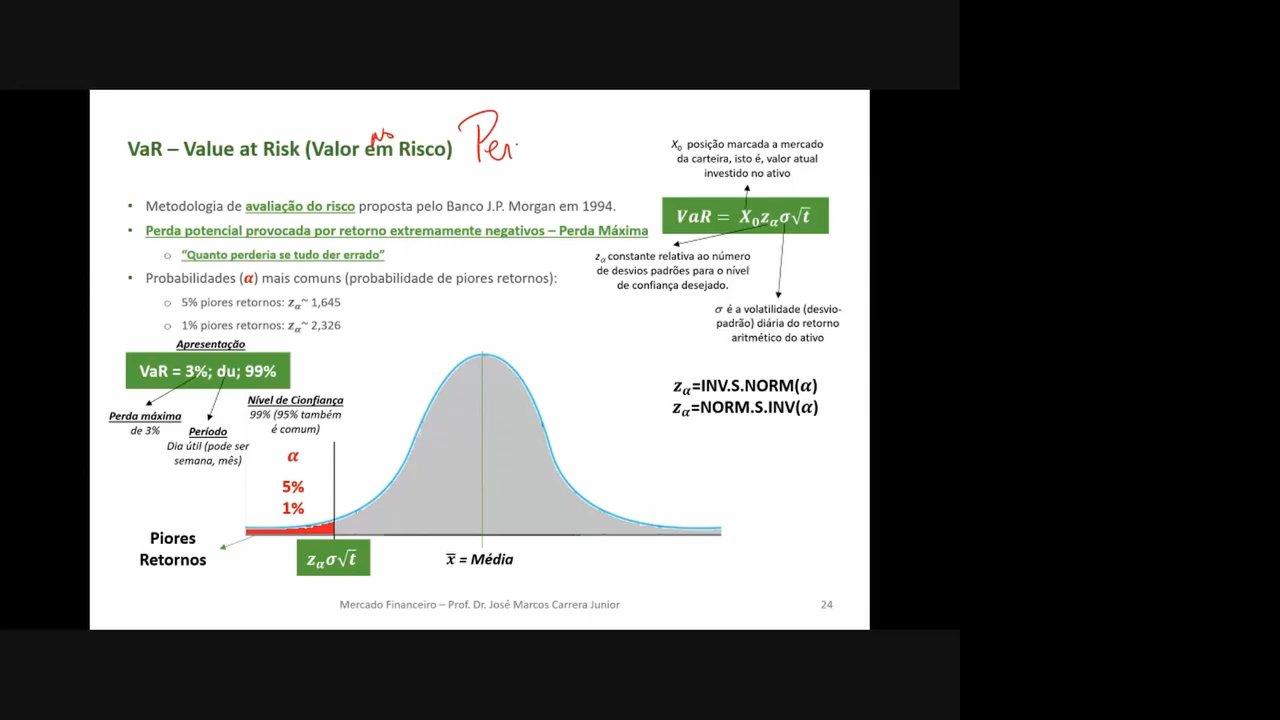 VaR – Value at Risk (Valor em Risco)
no
Per
• Metodologia de avaliação do risco proposta pelo Banco J.P. Morgan em 1994.
• Perda potencial provocada por retorno extremamente negativos – Perda Máxima
o "Quanto perderia se tudo der errado"
• Probabilidades (α) mais comuns (probabilidade de piores retornos):
o 5% piores retornos: zα~ 1,645
o 1% piores retornos: zα~ 2,326
X0 posição marcada a mercado
da carteira, isto é, valor atual
investido no ativo
VaR = X0zασ√t
zα constante relativa ao número
de desvios padrões para o nível
de confiança desejado.
σ é a volatilidade (desvio-
padrão) diária do retorno
aritmético do ativo
zα=INV.S.NORM(α)
zα=NORM.S.INV(α)
Apresentação
VaR = 3%; du; 99%
Perda máxima
de 3%
Período
Dia útil (pode ser
semana, mês)
Nível de Cionfiança
99% (95% também
é comum)
α
5%
1%
Piores
Retornos
zασ√t
x̅ = Média
Mercado Financeiro – Prof. Dr. José Marcos Carrera Junior
24